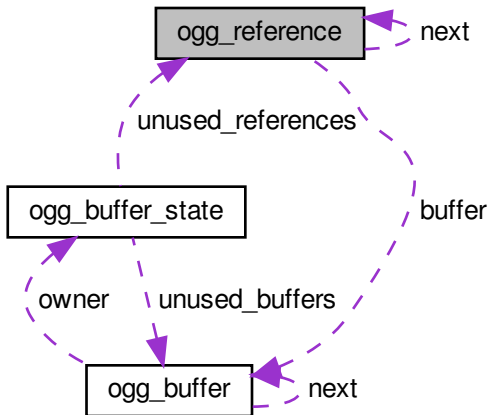 ogg_reference
next
unused_references
ogg_buffer_state
buffer
owner
unused_buffers
ogg_buffer
next